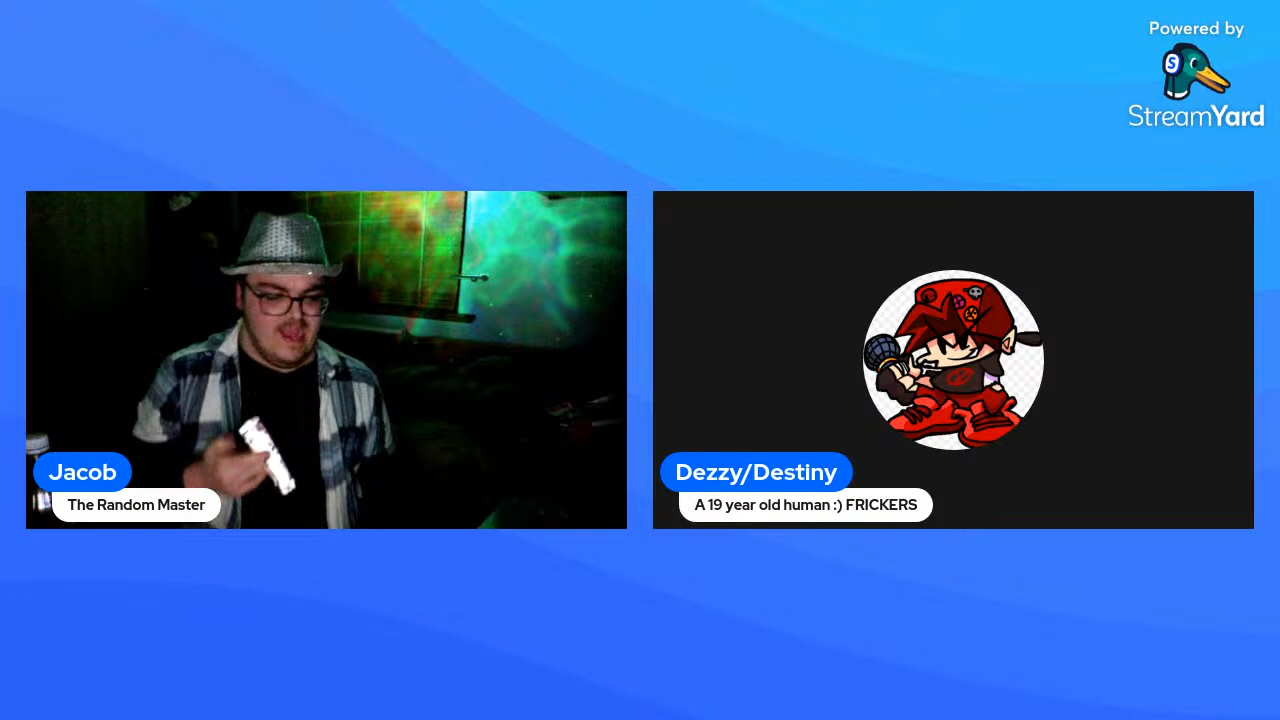 Powered by
StreamYard
Jacob
The Random Master
Dezzy/Destiny
A 19 year old human :) FRICKERS